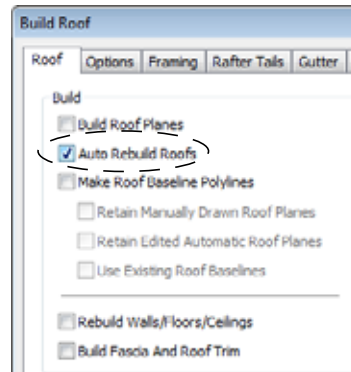 Build Roof
Roof Options Framing Rafter Tails Gutter
Build
Build Roof Planes
Auto Rebuild Roofs
Make Roof Baseline Polylines
Retain Manually Drawn Roof Planes
Retain Edited Automatic Roof Planes
Use Existing Roof Baselines
Rebuild Walls/Floors/Ceilings
Build Fascia And Roof Trim